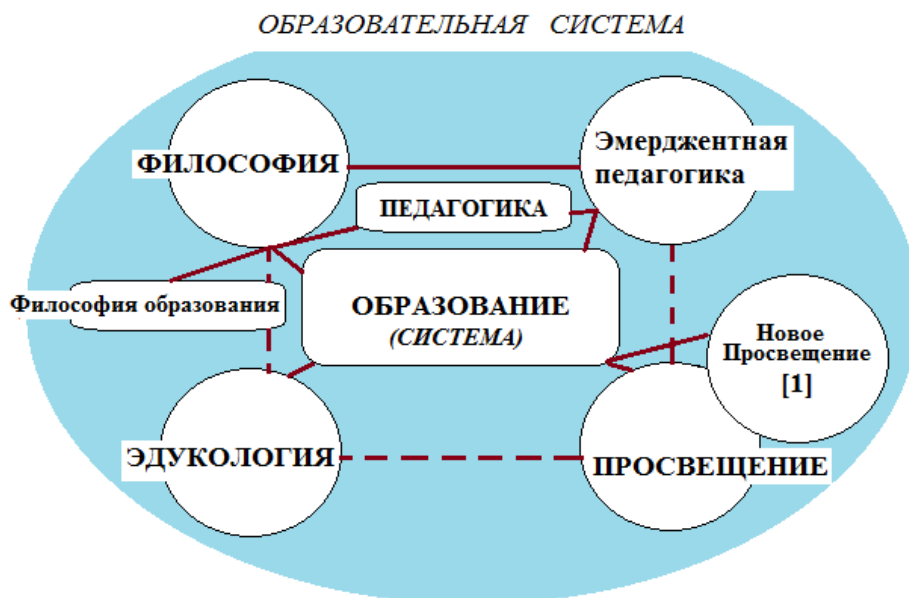 ОБРАЗОВАТЕЛЬНАЯ СИСТЕМА
ФИЛОСОФИЯ
Эмерджентная
педагогика
ПЕДАГОГИКА
Философия образования
ОБРАЗОВАНИЕ
(СИСТЕМА)
Новое
Просвещение
[1]
ЭДУКОЛОГИЯ
ПРОСВЕЩЕНИЕ